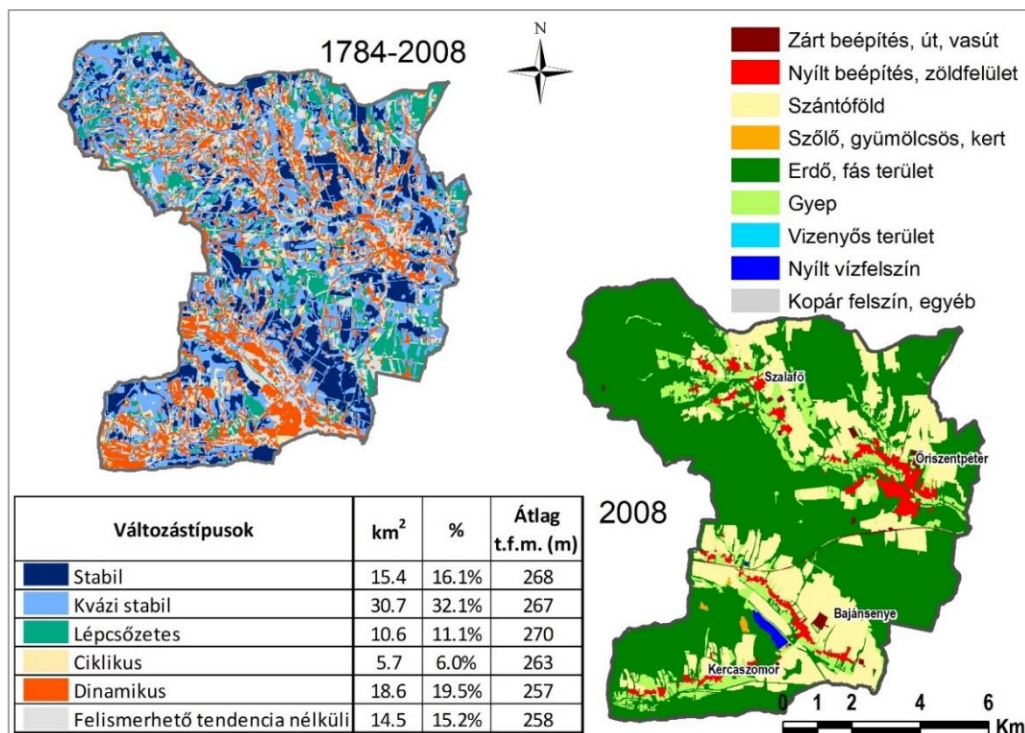 1784-2008
N
Zárt beépítés, út, vasút
Nyílt beépítés, zöldfelület
Szántóföld
Szőlő, gyümölcsös, kert
Erdő, fás terület
Gyep
Vizenyős terület
Nyílt vízfelszín
Kopár felszín, egyéb
Szalafő
Őriszentpéter
2008
Bajánsenye
Kercaszomor
0 1 2 4 6
Km
Változástípusok km² % Átlag t.f.m. (m)
Stabil 15.4 16.1% 268
Kvázi stabil 30.7 32.1% 267
Lépcsőzetes 10.6 11.1% 270
Ciklikus 5.7 6.0% 263
Dinamikus 18.6 19.5% 257
Felismerhető tendencia nélküli 14.5 15.2% 258